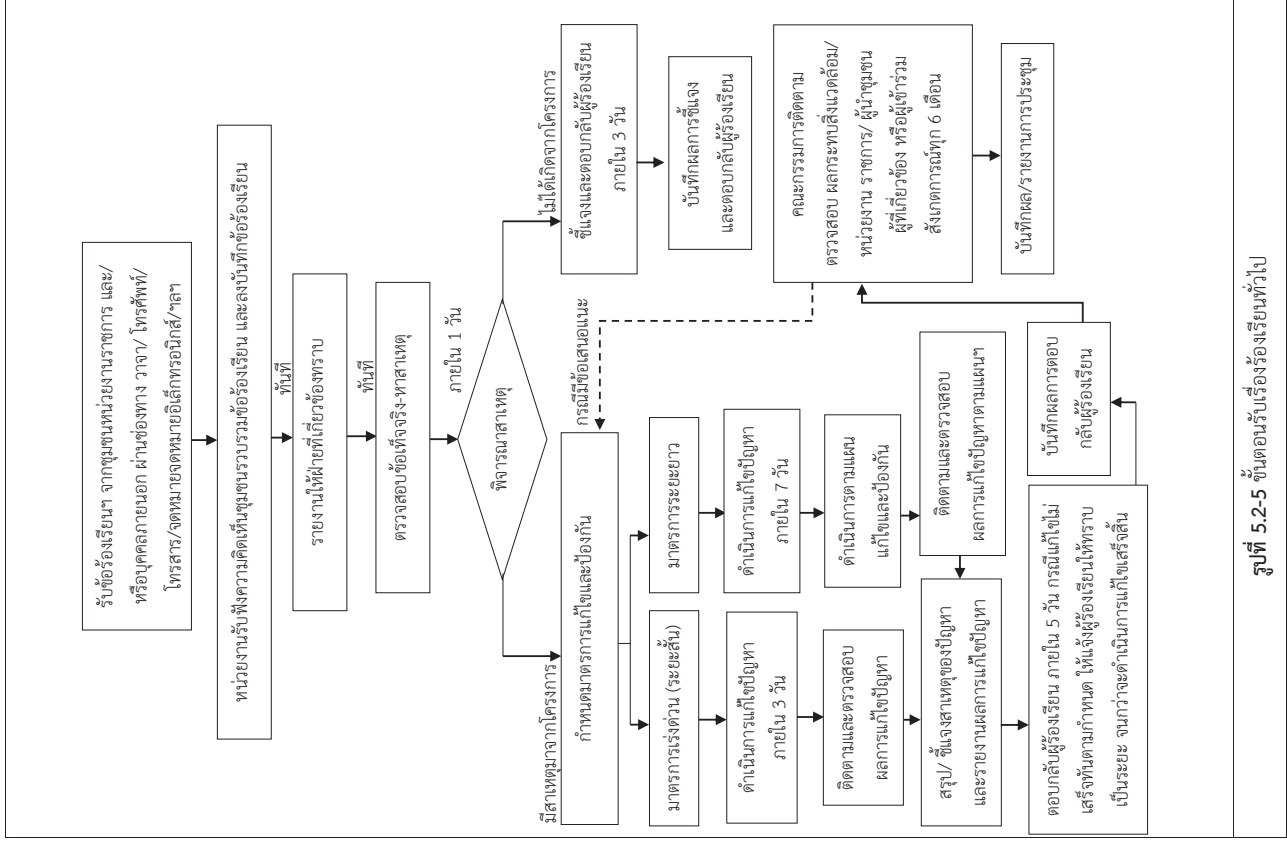 รับข้อร้องเรียนฯ จากชุมชนหน่วยงานราชการ และ/
หรือบุคคลภายนอก ผ่านช่องทาง วาจา/ โทรศัพท์/
โทรสาร/จดหมายจดหมายอิเล็กทรอนิกส์/ฯลฯ
หน่วยงานรับฟังความคิดเห็นชุมชนรวบรวมข้อร้องเรียน และลงบันทึกข้อร้องเรียน
ทันที
รายงานให้ฝ่ายที่เกี่ยวข้องทราบ
ทันที
ตรวจสอบข้อเท็จจริง-หาสาเหตุ
ภายใน 1 วัน
พิจารณาสาเหตุ
มีสาเหตุมาจากโครงการ
ไม่ได้เกิดจากโครงการ
กำหนดมาตรการแก้ไขและป้องกัน
กรณีมีข้อเสนอแนะ
ชี้แจงและตอบกลับผู้ร้องเรียน
ภายใน 3 วัน
บันทึกผลการชี้แจง
และตอบกลับผู้ร้องเรียน
มาตรการเร่งด่วน (ระยะสั้น)
มาตรการระยะยาว
ดำเนินการแก้ไขปัญหา
ภายใน 3 วัน
ดำเนินการแก้ไขปัญหา
ภายใน 7 วัน
ติดตามและตรวจสอบ
ผลการแก้ไขปัญหา
ดำเนินการตามแผน
แก้ไขและป้องกัน
ติดตามและตรวจสอบ
ผลการแก้ไขปัญหาตามแผนฯ
สรุป/ ชี้แจงสาเหตุของปัญหา
และรายงานผลการแก้ไขปัญหา
ตอบกลับผู้ร้องเรียน ภายใน 5 วัน กรณีแก้ไขไม่
เสร็จทันตามกำหนด ให้แจ้งผู้ร้องเรียนให้ทราบ
เป็นระยะ จนกว่าจะดำเนินการแก้ไขเสร็จสิ้น
บันทึกผลการตอบ
กลับผู้ร้องเรียน
คณะกรรมการติดตาม
ตรวจสอบ ผลกระทบสิ่งแวดล้อม/
หน่วยงาน ราชการ/ ผู้นำชุมชน
ผู้ที่เกี่ยวข้อง หรือผู้เข้าร่วม
สังเกตการณ์ทุก 6 เดือน
บันทึกผล/รายงานการประชุม
รูปที่ 5.2-5 ขั้นตอนรับเรื่องร้องเรียนทั่วไป